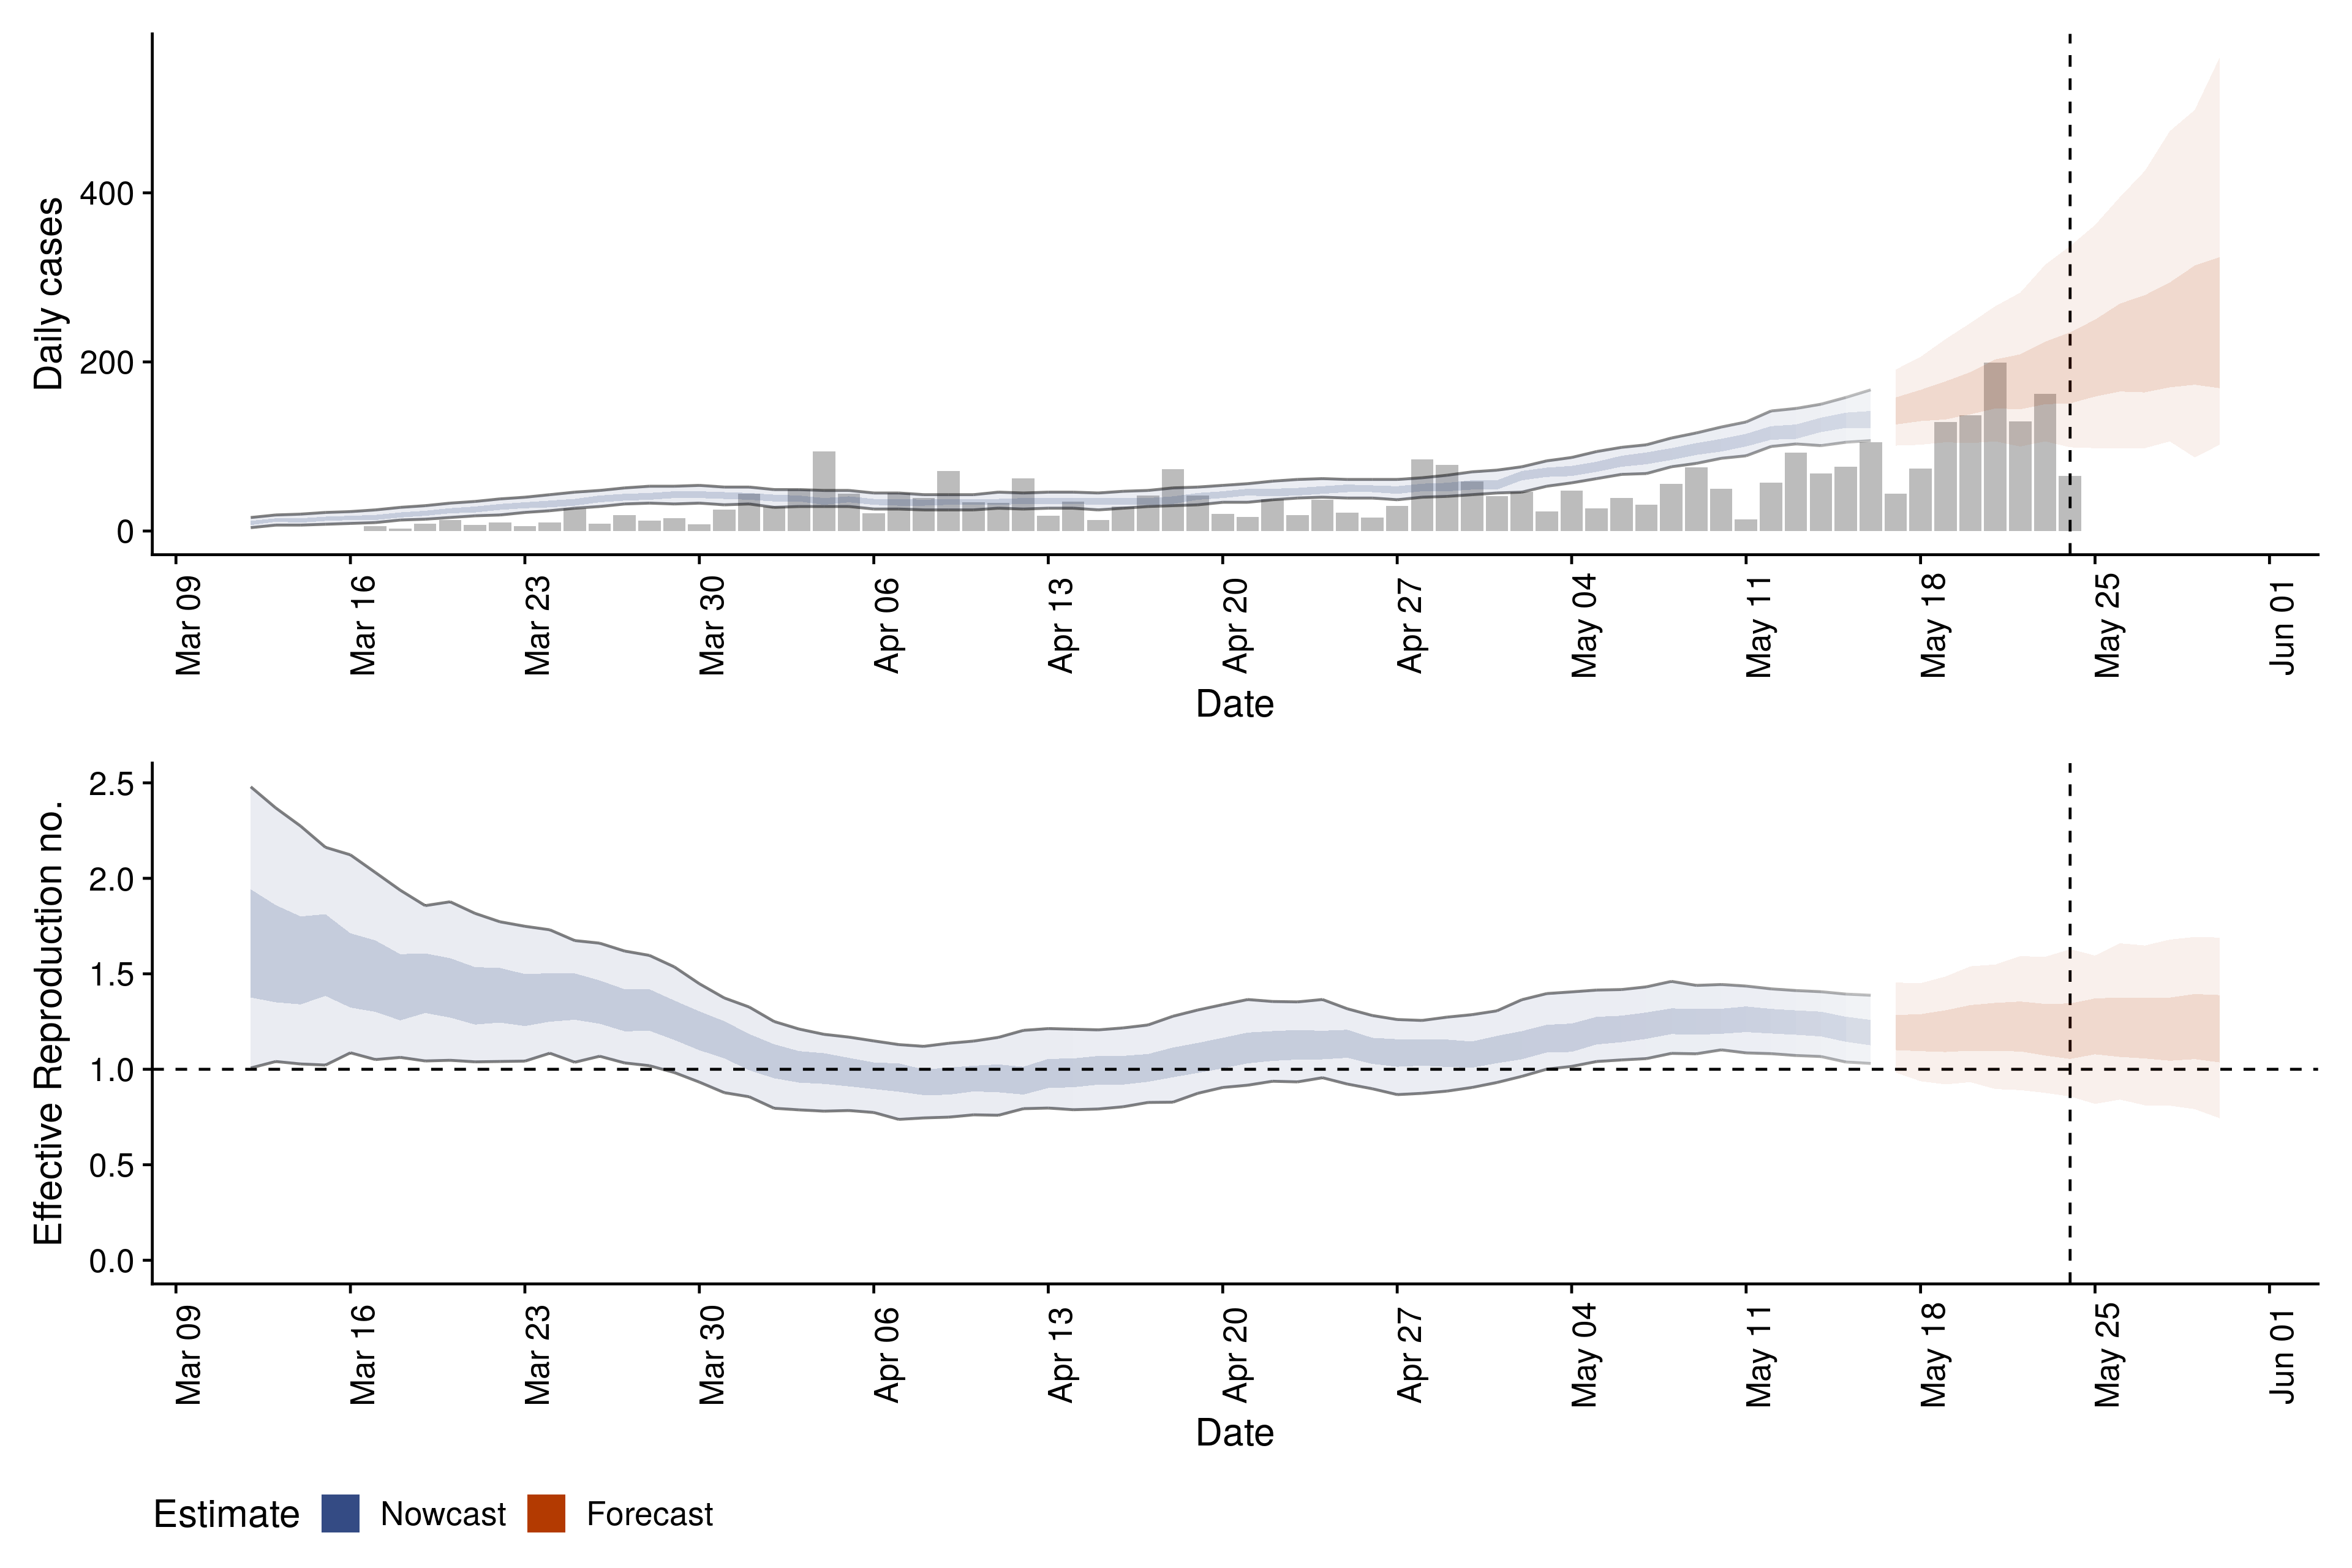 Daily cases
400
200
0
Mar 09 Mar 16 Mar 23 Mar 30 Apr 06 Apr 13 Apr 20 Apr 27 May 04 May 11 May 18 May 25 Jun 01
Date
Effective Reproduction no.
2.5
2.0
1.5
1.0
0.5
0.0
Mar 09 Mar 16 Mar 23 Mar 30 Apr 06 Apr 13 Apr 20 Apr 27 May 04 May 11 May 18 May 25 Jun 01
Date
Estimate Nowcast Forecast